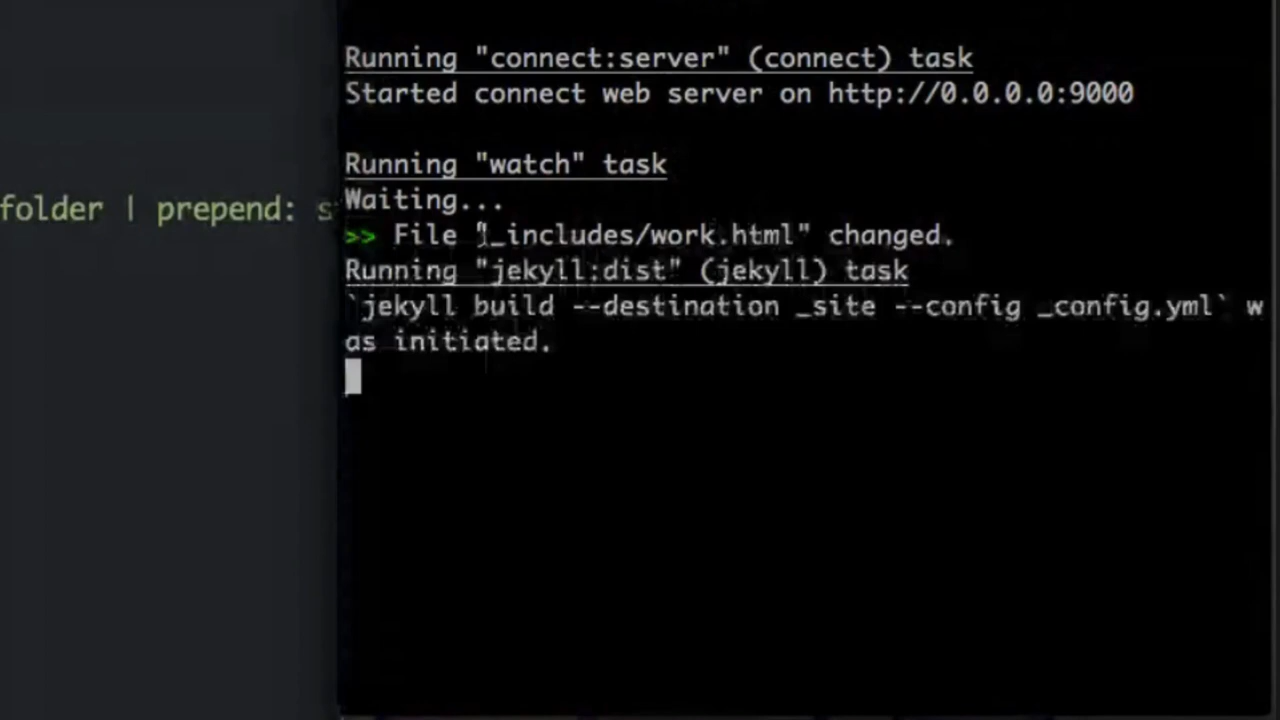 Running "connect:server" (connect) task
Started connect web server on http://0.0.0.0:9000
Running "watch" task
Waiting...
folder | prepend: s
>> File "_includes/work.html" changed.
Running "jekyll:dist" (jekyll) task
`jekyll build --destination _site --config _config.yml` w
as initiated.